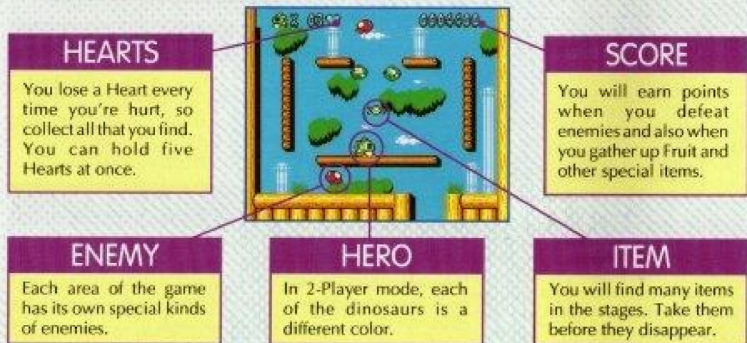 HEARTS
You lose a Heart every
time you're hurt, so
collect all that you find.
You can hold five
Hearts at once.
SCORE
You will earn points
when you defeat
enemies and also when
you gather up Fruit and
other special items.
ENEMY
Each area of the game
has its own special kinds
of enemies.
HERO
In 2-Player mode, each
of the dinosaurs is a
different color.
ITEM
You will find many items
in the stages. Take them
before they disappear.